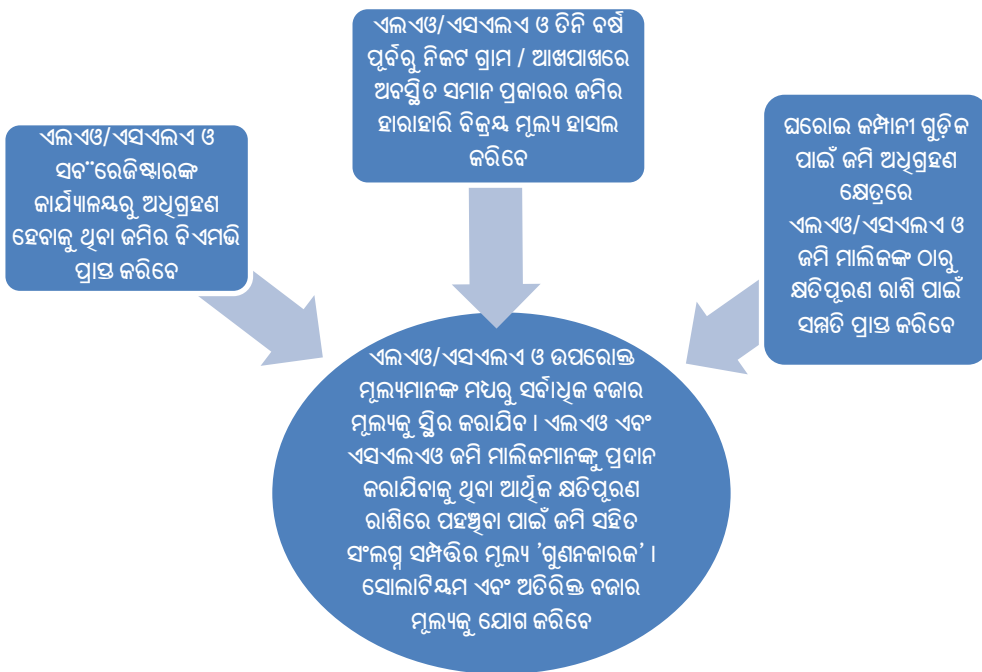 ଏଲଏଓ/ଏସଏଲଏ ଓ
ସବ¨ରେଜିଷ୍ଟାରଙ୍କ
କାର୍ଯ୍ୟାଳୟରୁ ଅଧିଗ୍ରହଣ
ହେବାକୁ ଥିବା ଜମିର ବିଏମଭି
ପ୍ରାପ୍ତ କରିବେ
ଏଲଏଓ/ଏସଏଲଏ ଓ ତିନି ବର୍ଷ
ପୂର୍ବରୁ ନିକଟ ଗ୍ରାମ / ଆଖପାଖରେ
ଅବସ୍ଥିତ ସମାନ ପ୍ରକାରର ଜମିର
ହାରାହାରି ବିକ୍ରୟ ମୂଲ୍ୟ ହାସଲ
କରିବେ
ଘରୋଇ କମ୍ପାନୀ ଗୁଡ଼ିକ
ପାଇଁ ଜମି ଅଧିଗ୍ରହଣ
କ୍ଷେତ୍ରରେ
ଏଲଏଓ/ଏସଏଲଏ ଓ
ଜମି ମାଲିକଙ୍କ ଠାରୁ
କ୍ଷତିପୂରଣ ରାଶି ପାଇଁ
ସମ୍ମତି ପ୍ରାପ୍ତ କରିବେ
ଏଲଏଓ/ଏସଏଲଏ ଓ ଉପରୋକ୍ତ
ମୂଲ୍ୟମାନଙ୍କ ମଧ୍ୟରୁ ସର୍ବାଧିକ ବଜାର
ମୂଲ୍ୟକୁ ସ୍ଥିର କରାଯିବ । ଏଲଏଓ ଏବଂ
ଏସଏଲଏଓ ଜମି ମାଲିକମାନଙ୍କୁ ପ୍ରଦାନ
କରାଯିବାକୁ ଥିବା ଆର୍ଥିକ କ୍ଷତିପୂରଣ
ରାଶିରେ ପହଞ୍ଚିବା ପାଇଁ ଜମି ସହିତ
ସଂଲଗ୍ନ ସମ୍ପତ୍ତିର ମୂଲ୍ୟ 'ଗୁଣନକାରକ' ।
ସୋଲାଟିୟମ ଏବଂ ଅତିରିକ୍ତ ବଜାର
ମୂଲ୍ୟକୁ ଯୋଗ କରିବେ